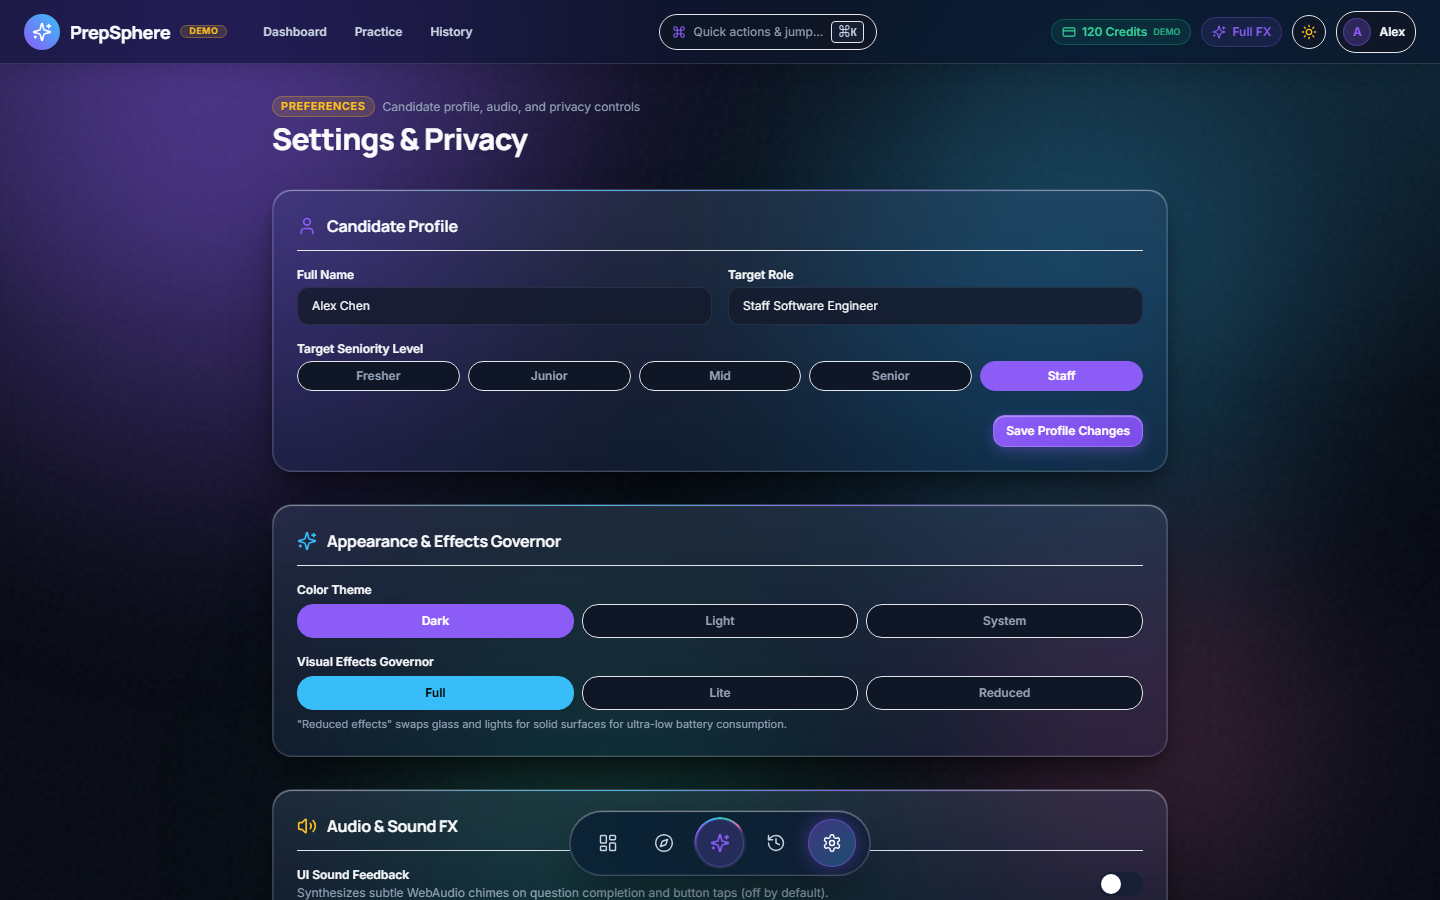 PrepSphere DEMO Dashboard Practice History Quick actions & jump... ⌘K 120 Credits DEMO Full FX A Alex
PREFERENCES Candidate profile, audio, and privacy controls
Settings & Privacy
Candidate Profile
Full Name Target Role
Alex Chen Staff Software Engineer
Target Seniority Level
Fresher Junior Mid Senior Staff
Save Profile Changes
Appearance & Effects Governor
Color Theme
Dark Light System
Visual Effects Governor
Full Lite Reduced
"Reduced effects" swaps glass and lights for solid surfaces for ultra-low battery consumption.
Audio & Sound FX
UI Sound Feedback
Synthesizes subtle WebAudio chimes on question completion and button taps (off by default).